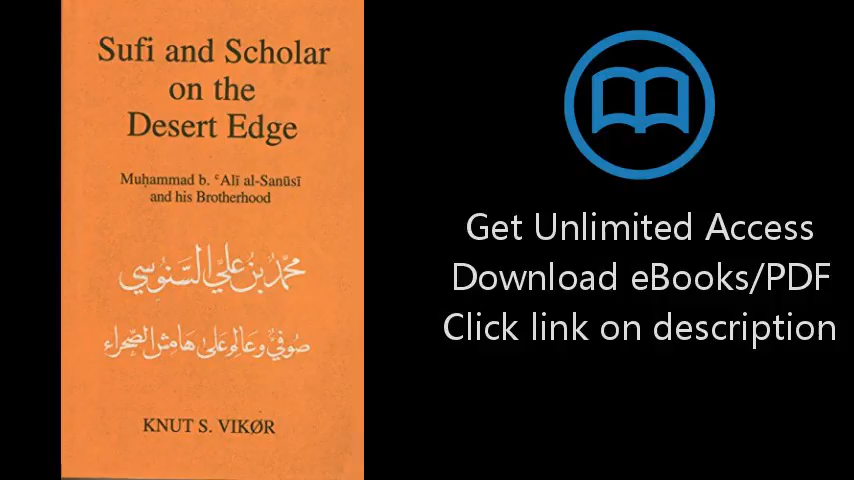 Sufi and Scholar
on the
Desert Edge
Muḥammad b. ʿAlī al-Sanūsī
and his Brotherhood
محمّد بن علي السنوسي
صوفي وعالم على هامش الصحراء
KNUT S. VIKØR
Get Unlimited Access
Download eBooks/PDF
Click link on description